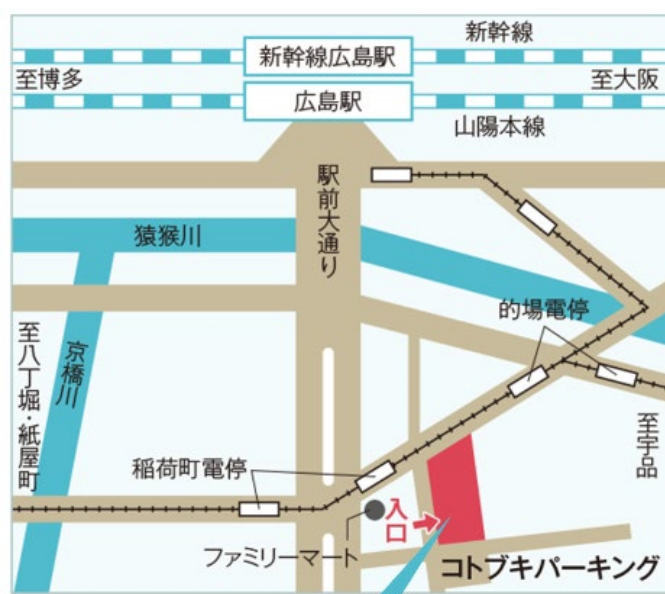 新幹線
新幹線広島駅
至博多
至大阪
広島駅
山陽本線
駅前大通り
猿猴川
的場電停
至八丁堀・紙屋町
京橋川
至宇品
稲荷町電停
入口
ファミリーマート
コトブキパーキング